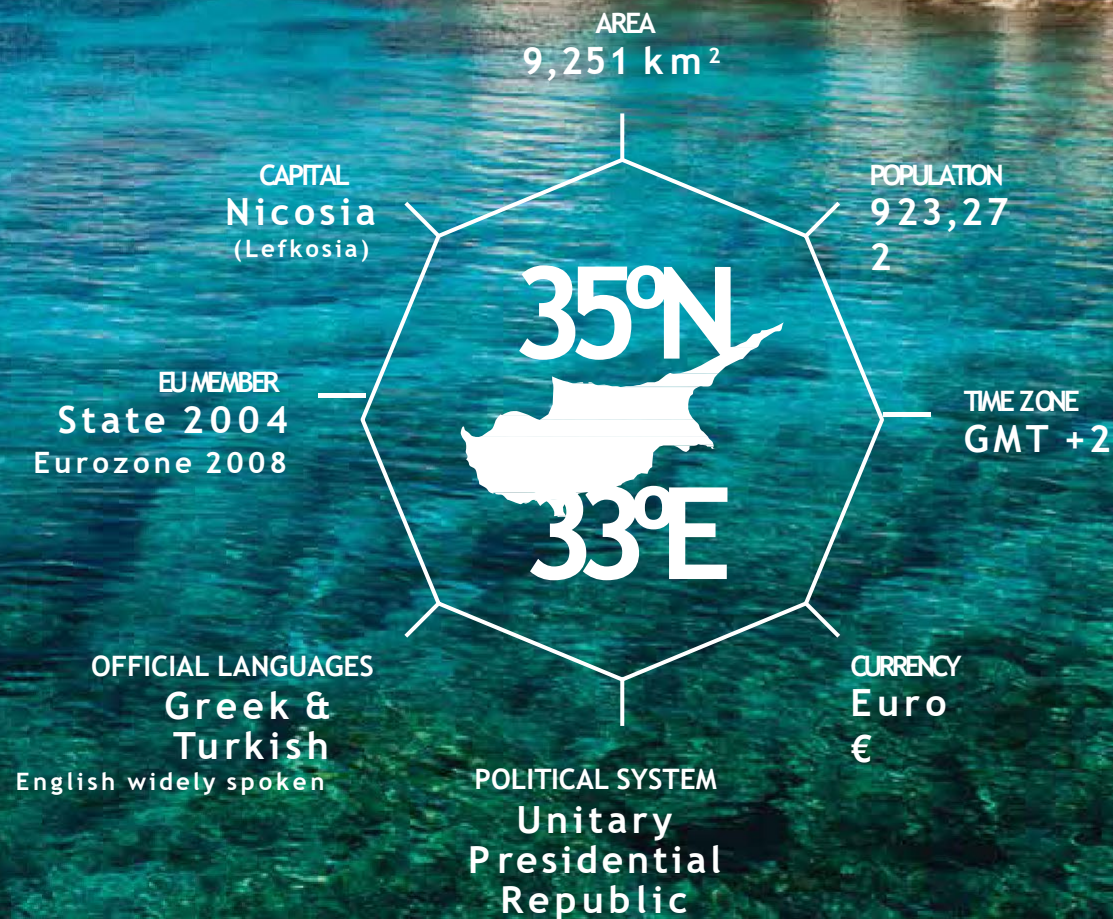 AREA
9,251 km²
CAPITAL
Nicosia
(Lefkosia)
POPULATION
923,27
2
35ºN
EU MEMBER
State 2004
Eurozone 2008
TIME ZONE
GMT +2
33ºE
OFFICIAL LANGUAGES
Greek &
Turkish
English widely spoken
CURRENCY
Euro
€
POLITICAL SYSTEM
Unitary
Presidential
Republic